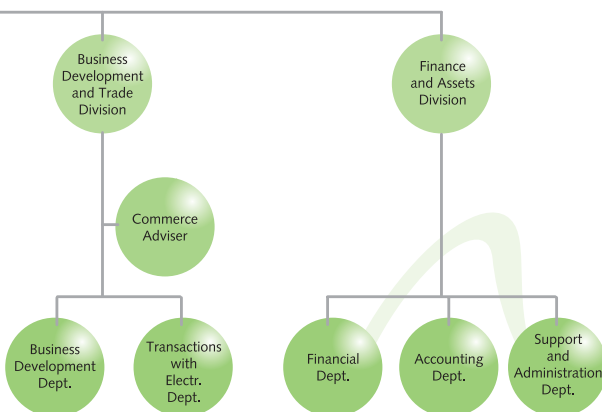 Business
Development
and Trade
Division
Finance
and Assets
Division
Commerce
Adviser
Business
Development
Dept.
Transactions
with
Electr.
Dept.
Financial
Dept.
Accounting
Dept.
Support
and
Administration
Dept.